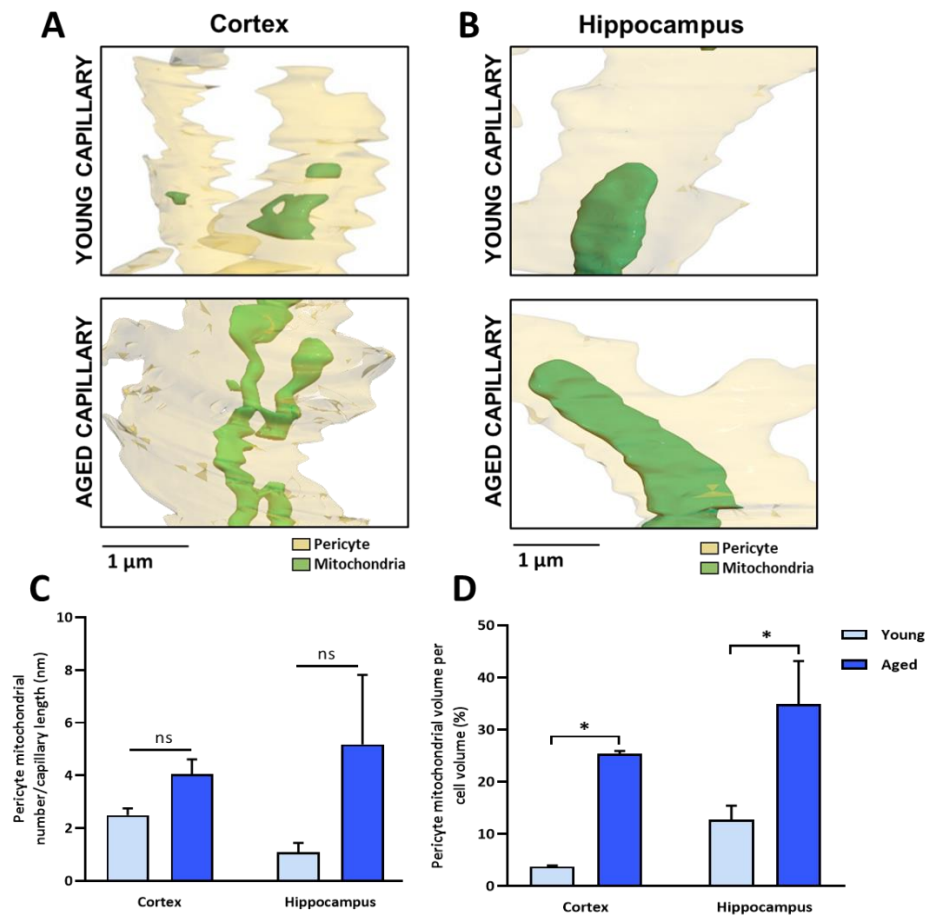 A
Cortex
B
Hippocampus
YOUNG CAPILLARY
YOUNG CAPILLARY
AGED CAPILLARY
AGED CAPILLARY
1 µm
Pericyte
Mitochondria
1 µm
Pericyte
Mitochondria
C
Pericyte mitochondrial
number/capillary length (nm)
10
8
6
4
2
0
ns
ns
Cortex
Hippocampus
D
Pericyte mitochondrial volume per
cell volume (%)
50
40
30
20
10
0
*
*
Cortex
Hippocampus
Young
Aged